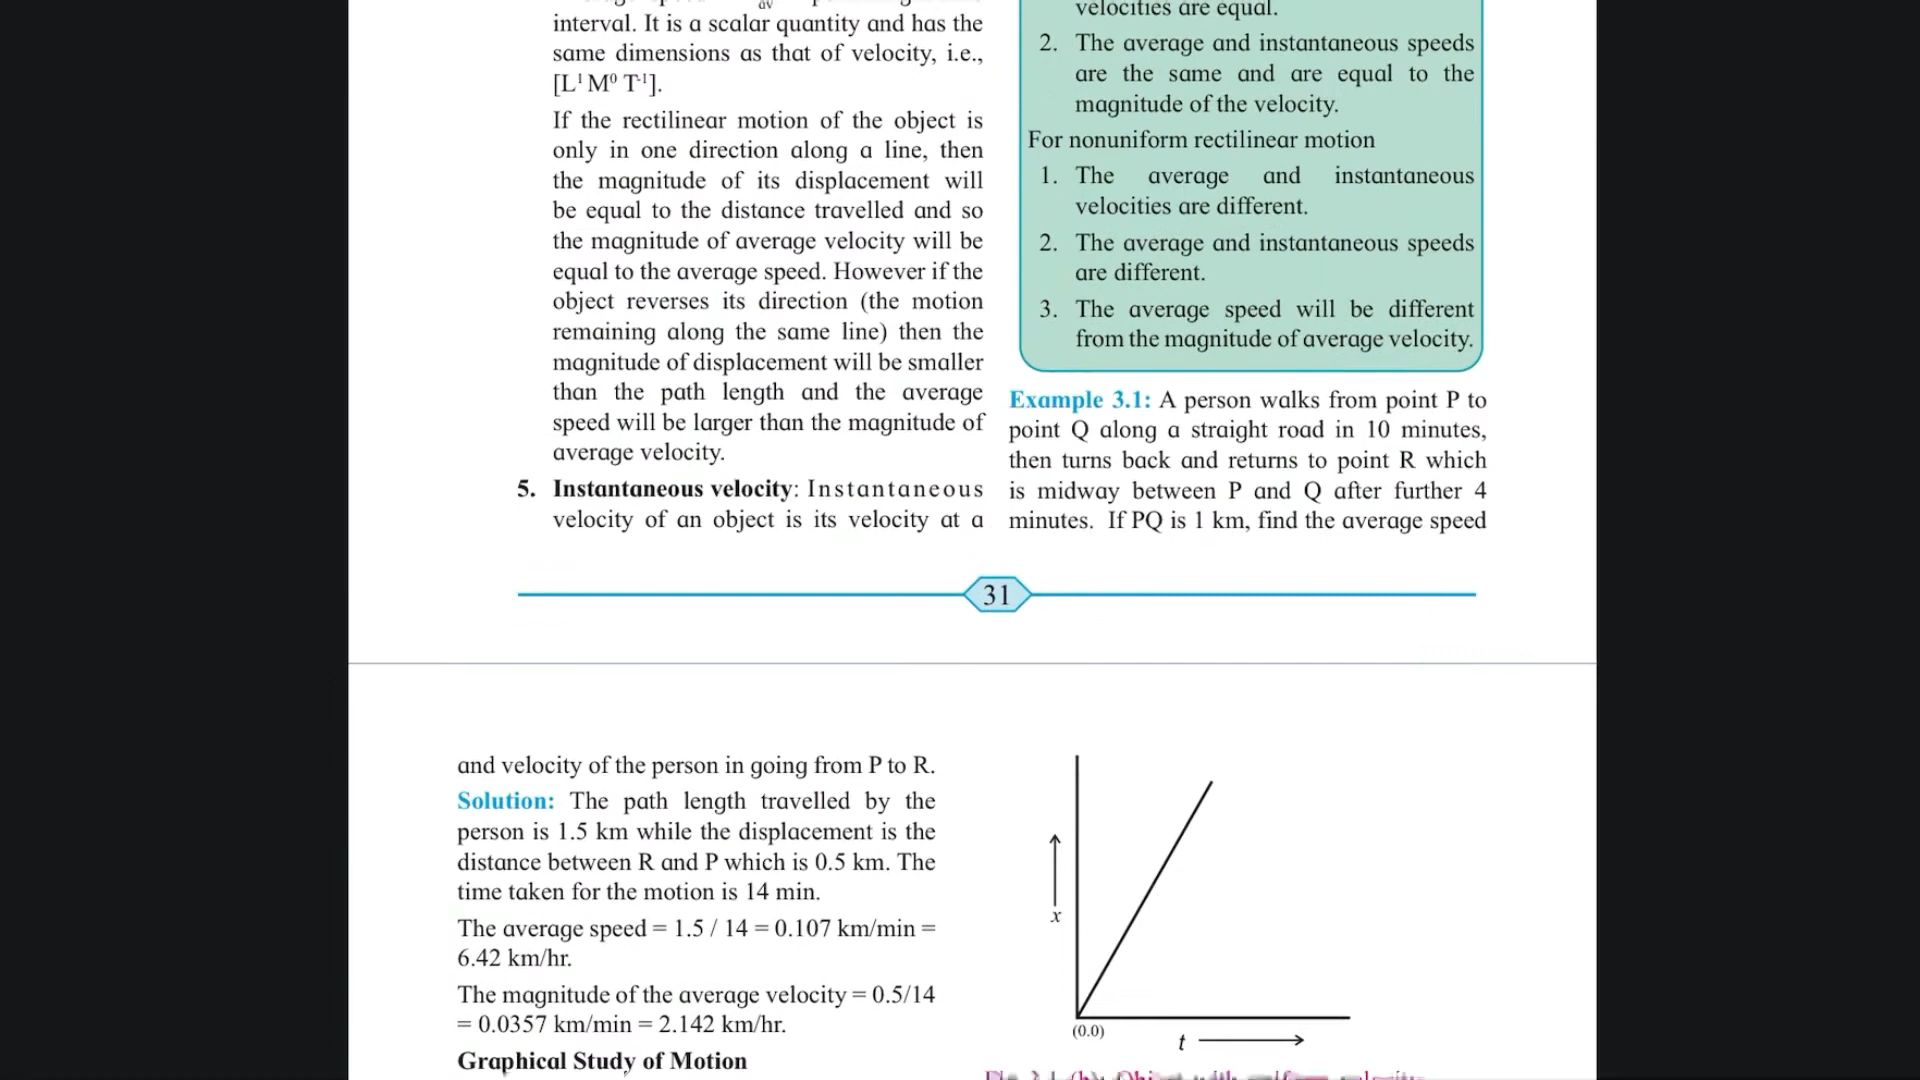 interval. It is a scalar quantity and has the
same dimensions as that of velocity, i.e.,
[L¹ M⁰ T⁻¹].
If the rectilinear motion of the object is
only in one direction along a line, then
the magnitude of its displacement will
be equal to the distance travelled and so
the magnitude of average velocity will be
equal to the average speed. However if the
object reverses its direction (the motion
remaining along the same line) then the
magnitude of displacement will be smaller
than the path length and the average
speed will be larger than the magnitude of
average velocity.
5. Instantaneous velocity: Instantaneous
velocity of an object is its velocity at a
velocities are equal.
2. The average and instantaneous speeds
are the same and are equal to the
magnitude of the velocity.
For nonuniform rectilinear motion
1. The average and instantaneous
velocities are different.
2. The average and instantaneous speeds
are different.
3. The average speed will be different
from the magnitude of average velocity.
Example 3.1: A person walks from point P to
point Q along a straight road in 10 minutes,
then turns back and returns to point R which
is midway between P and Q after further 4
minutes. If PQ is 1 km, find the average speed
31
and velocity of the person in going from P to R.
Solution: The path length travelled by the
person is 1.5 km while the displacement is the
distance between R and P which is 0.5 km. The
time taken for the motion is 14 min.
The average speed = 1.5 / 14 = 0.107 km/min =
6.42 km/hr.
The magnitude of the average velocity = 0.5/14
= 0.0357 km/min = 2.142 km/hr.
Graphical Study of Motion
x
(0.0)
t